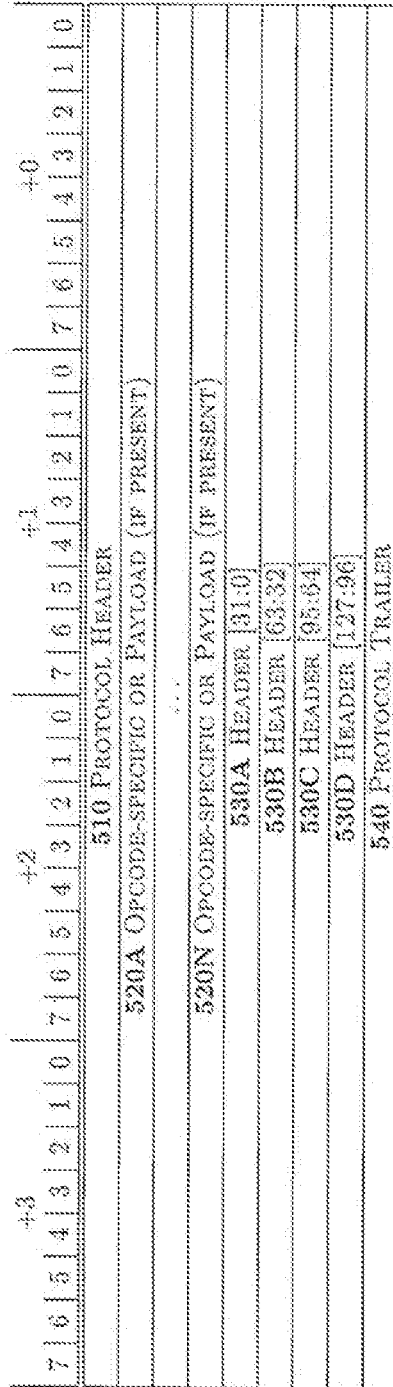 +3 +2 +1 +0
7 6 5 4 3 2 1 0 7 6 5 4 3 2 1 0 7 6 5 4 3 2 1 0 7 6 5 4 3 2 1 0
510 PROTOCOL HEADER
520A OPCODE-SPECIFIC OR PAYLOAD (IF PRESENT)
...
520N OPCODE-SPECIFIC OR PAYLOAD (IF PRESENT)
530A HEADER [31:0]
530B HEADER [63:32]
530C HEADER [95:64]
530D HEADER [127:96]
540 PROTOCOL TRAILER